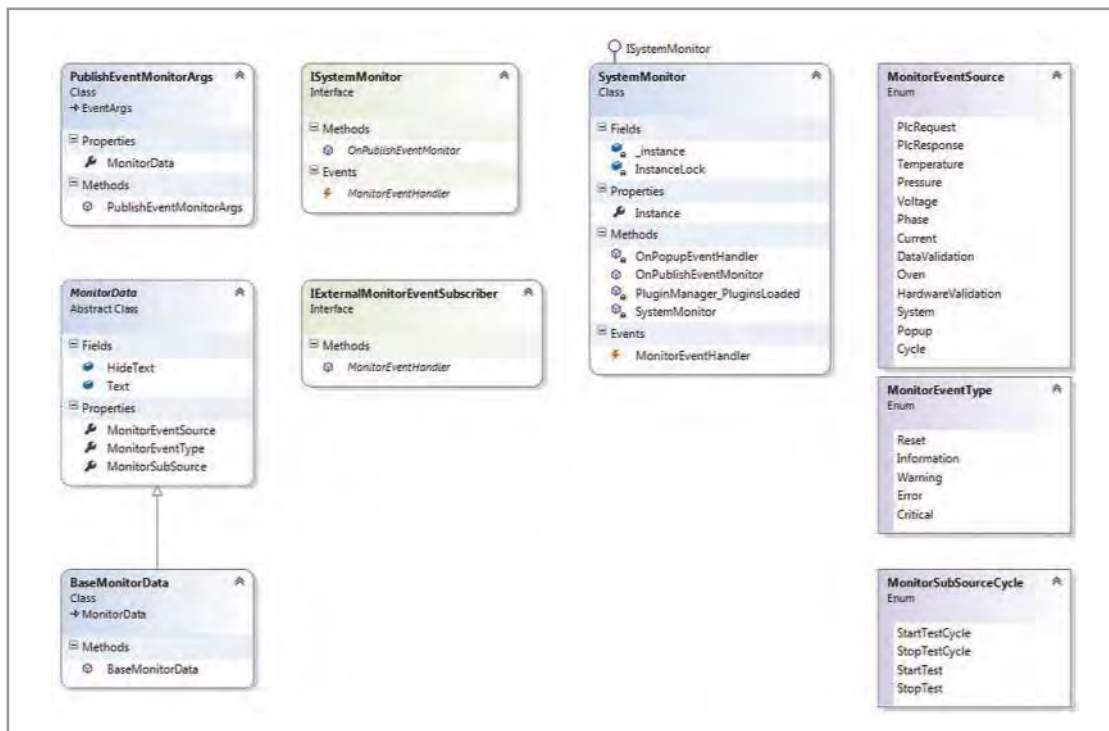 PublishEventMonitorArgs
Class
EventArgs
Properties
MonitorData
Methods
PublishEventMonitorArgs
ISystemMonitor
Interface
Methods
OnPublishEventMonitor
Events
MonitorEventHandler
ISystemMonitor
SystemMonitor
Class
Fields
_instance
InstanceLock
Properties
Instance
Methods
OnPopupEventHandler
OnPublishEventMonitor
PluginManager_PluginsLoaded
SystemMonitor
Events
MonitorEventHandler
MonitorEventSource
Enum
PlcRequest
PlcResponse
Temperature
Pressure
Voltage
Phase
Current
DataValidation
Oven
HardwareValidation
System
Popup
Cycle
MonitorData
Abstract Class
Fields
HideText
Text
Properties
MonitorEventSource
MonitorEventType
MonitorSubSource
IExternalMonitorEventSubscriber
Interface
Methods
MonitorEventHandler
MonitorEventType
Enum
Reset
Information
Warning
Error
Critical
BaseMonitorData
Class
MonitorData
Methods
BaseMonitorData
MonitorSubSourceCycle
Enum
StartTestCycle
StopTestCycle
StartTest
StopTest